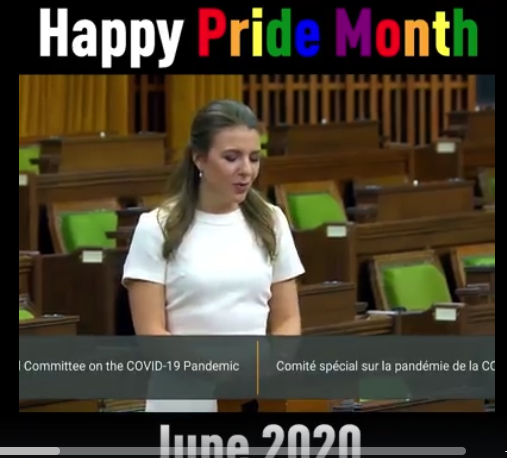 Happy Pride Month
Committee on the COVID-19 Pandemic
Comité spécial sur la pandémie de la
June 2020